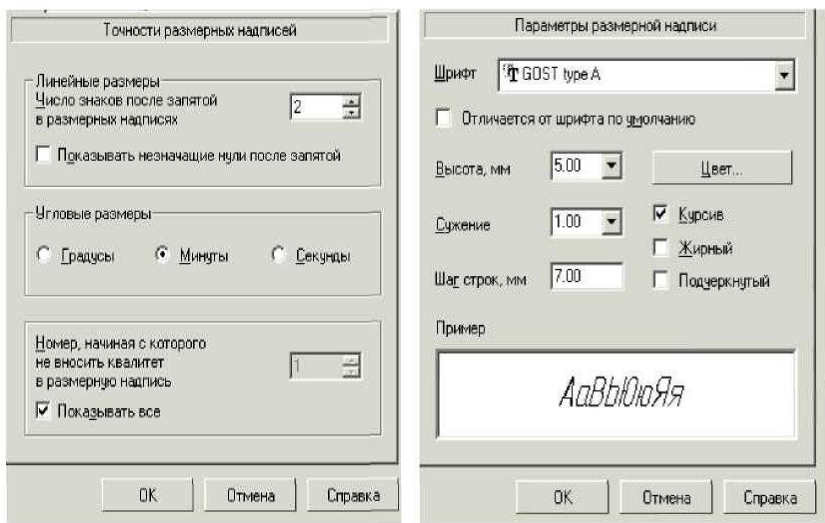 Точности размерных надписей
Линейные размеры
Число знаков после запятой
в размерных надписях
2
Показывать незначащие нули после запятой
Угловые размеры
Градусы Минуты Секунды
Номер, начиная с которого
не вносить квалитет
в размерную надпись
1
Показывать все
OK Отмена Справка
Параметры размерной надписи
Шрифт GOST type A
Отличается от шрифта по умолчанию
Высота, мм 5.00 Цвет...
Сужение 1.00 Курсив
Жирный
Шаг строк, мм 7.00 Подчеркнутый
Пример
АаВЬЮюЯя
OK Отмена Справка